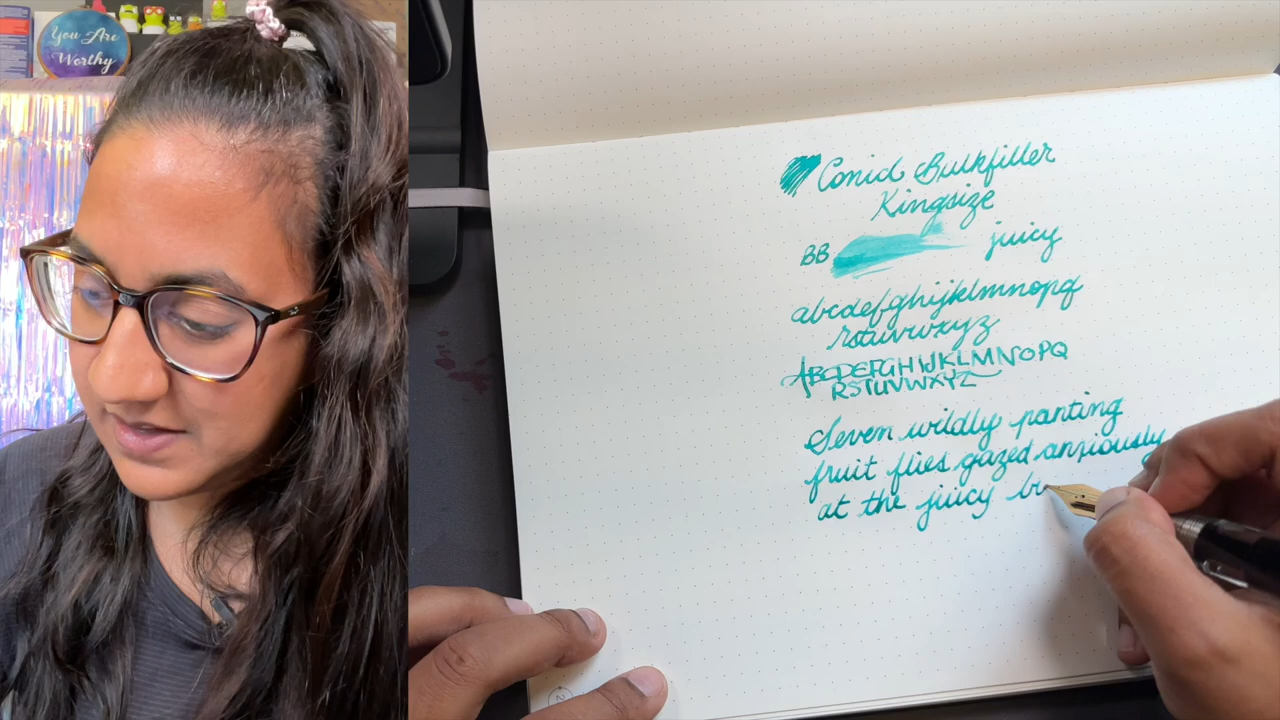 You Are
Worthy
Conid Bulkfiller
Kingsize
BB juicy
abcdefghijklmnopq
rstuvwxyz
ABCDEFGHIJKLMNOPQ
RSTUVWXYZ
Seven wildly panting
fruit flies gazed anxiously
at the juicy bu